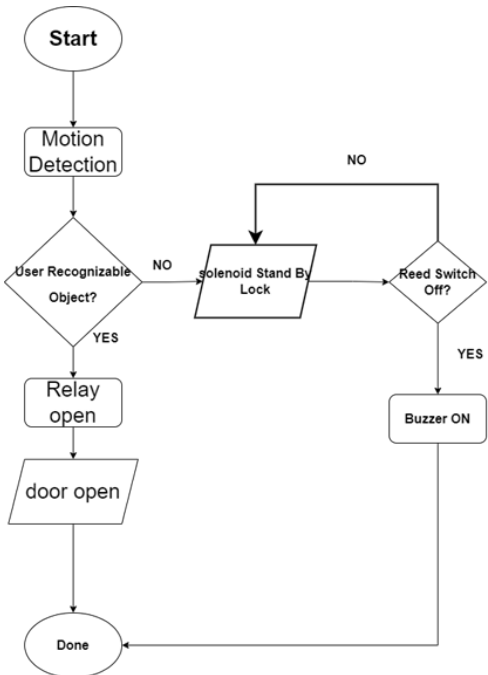 Start
Motion
Detection
NO
User Recognizable
Object?
NO
solenoid Stand By
Lock
Reed Switch
Off?
YES
YES
Relay
open
Buzzer ON
door open
Done